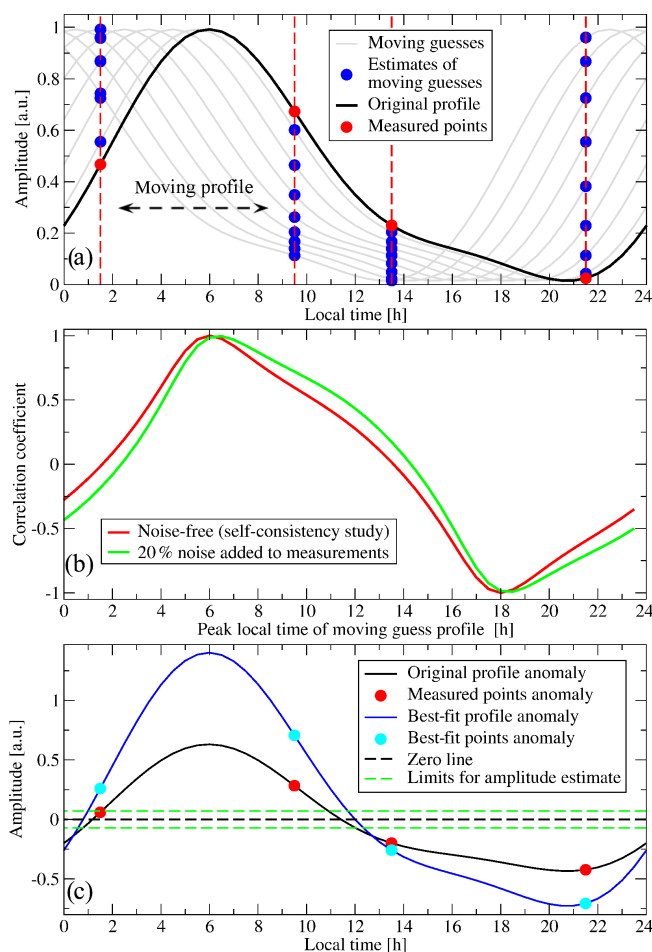 1
0.8
0.6
0.4
0.2
0
Amplitude [a.u.]
Moving guesses
Estimates of
moving guesses
Original profile
Measured points
Moving profile
(a)
0 2 4 6 8 10 12 14 16 18 20 22 24
Local time [h]
1
0.5
0
-0.5
-1
Correlation coefficient
Noise-free (self-consistency study)
20 % noise added to measurements
(b)
0 2 4 6 8 10 12 14 16 18 20 22 24
Peak local time of moving guess profile [h]
1
0.5
0
-0.5
Amplitude [a.u.]
Original profile anomaly
Measured points anomaly
Best-fit profile anomaly
Best-fit points anomaly
Zero line
Limits for amplitude estimate
(c)
0 2 4 6 8 10 12 14 16 18 20 22 24
Local time [h]